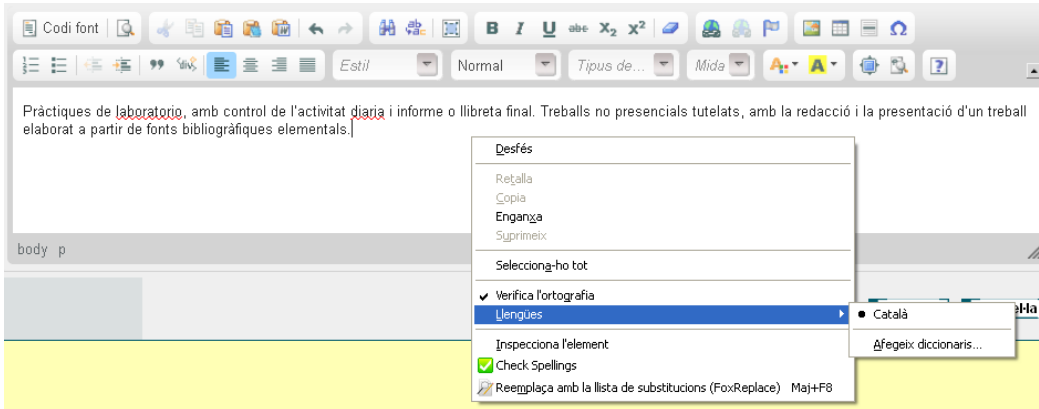 Codi font
B I U abc X₂ X²
Estil Normal Tipus de... Mida A A ?
Pràctiques de laboratorio, amb control de l'activitat diaria i informe o llibreta final. Treballs no presencials tutelats, amb la redacció i la presentació d'un treball
elaborat a partir de fonts bibliogràfiques elementals.
body p
Desfés
Retalla
Copia
Enganxa
Suprimeix
Selecciona-ho tot
Verifica l'ortografia
Llengües
Català
Afegeix diccionaris...
Inspecciona l'element
Check Spellings
Reemplaça amb la llista de substitucions (FoxReplace) Maj+F8